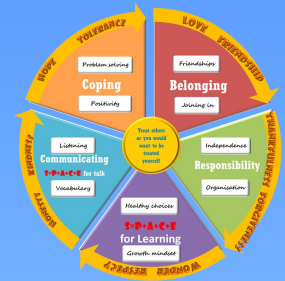 HOPE TOLERANCE
LOVE FRIENDSHIP
Problem solving
Coping
Positivity
Friendships
Belonging
Joining in
Trust others
as you would
want to be
treated
yourself
Listening
Communicating
S*P*A*C*E for talk
Vocabulary
Independence
Responsibility
Organisation
Healthy choices
S*P*A*C*E
for Learning
Growth mindset
THANKFULNESS FORGIVENESS
WONDER RESPECT
HONESTY